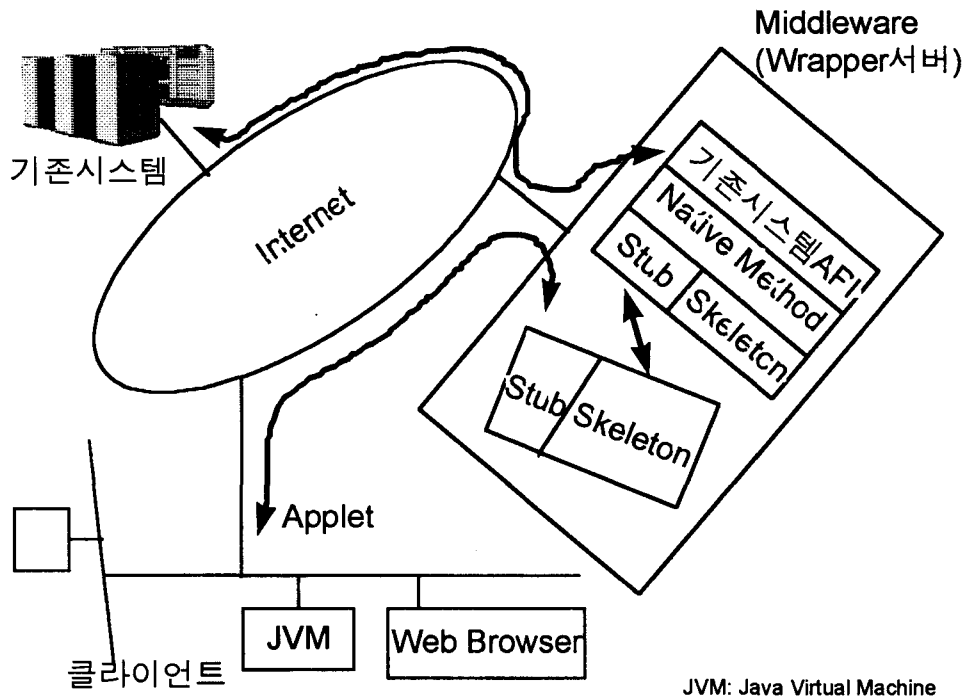 Middleware
(Wrapper서버)
기존시스템
Internet
기존시스템API
Native Method
Stub
Skeleton
Stub
Skeleton
Applet
JVM
Web Browser
클라이언트
JVM: Java Virtual Machine